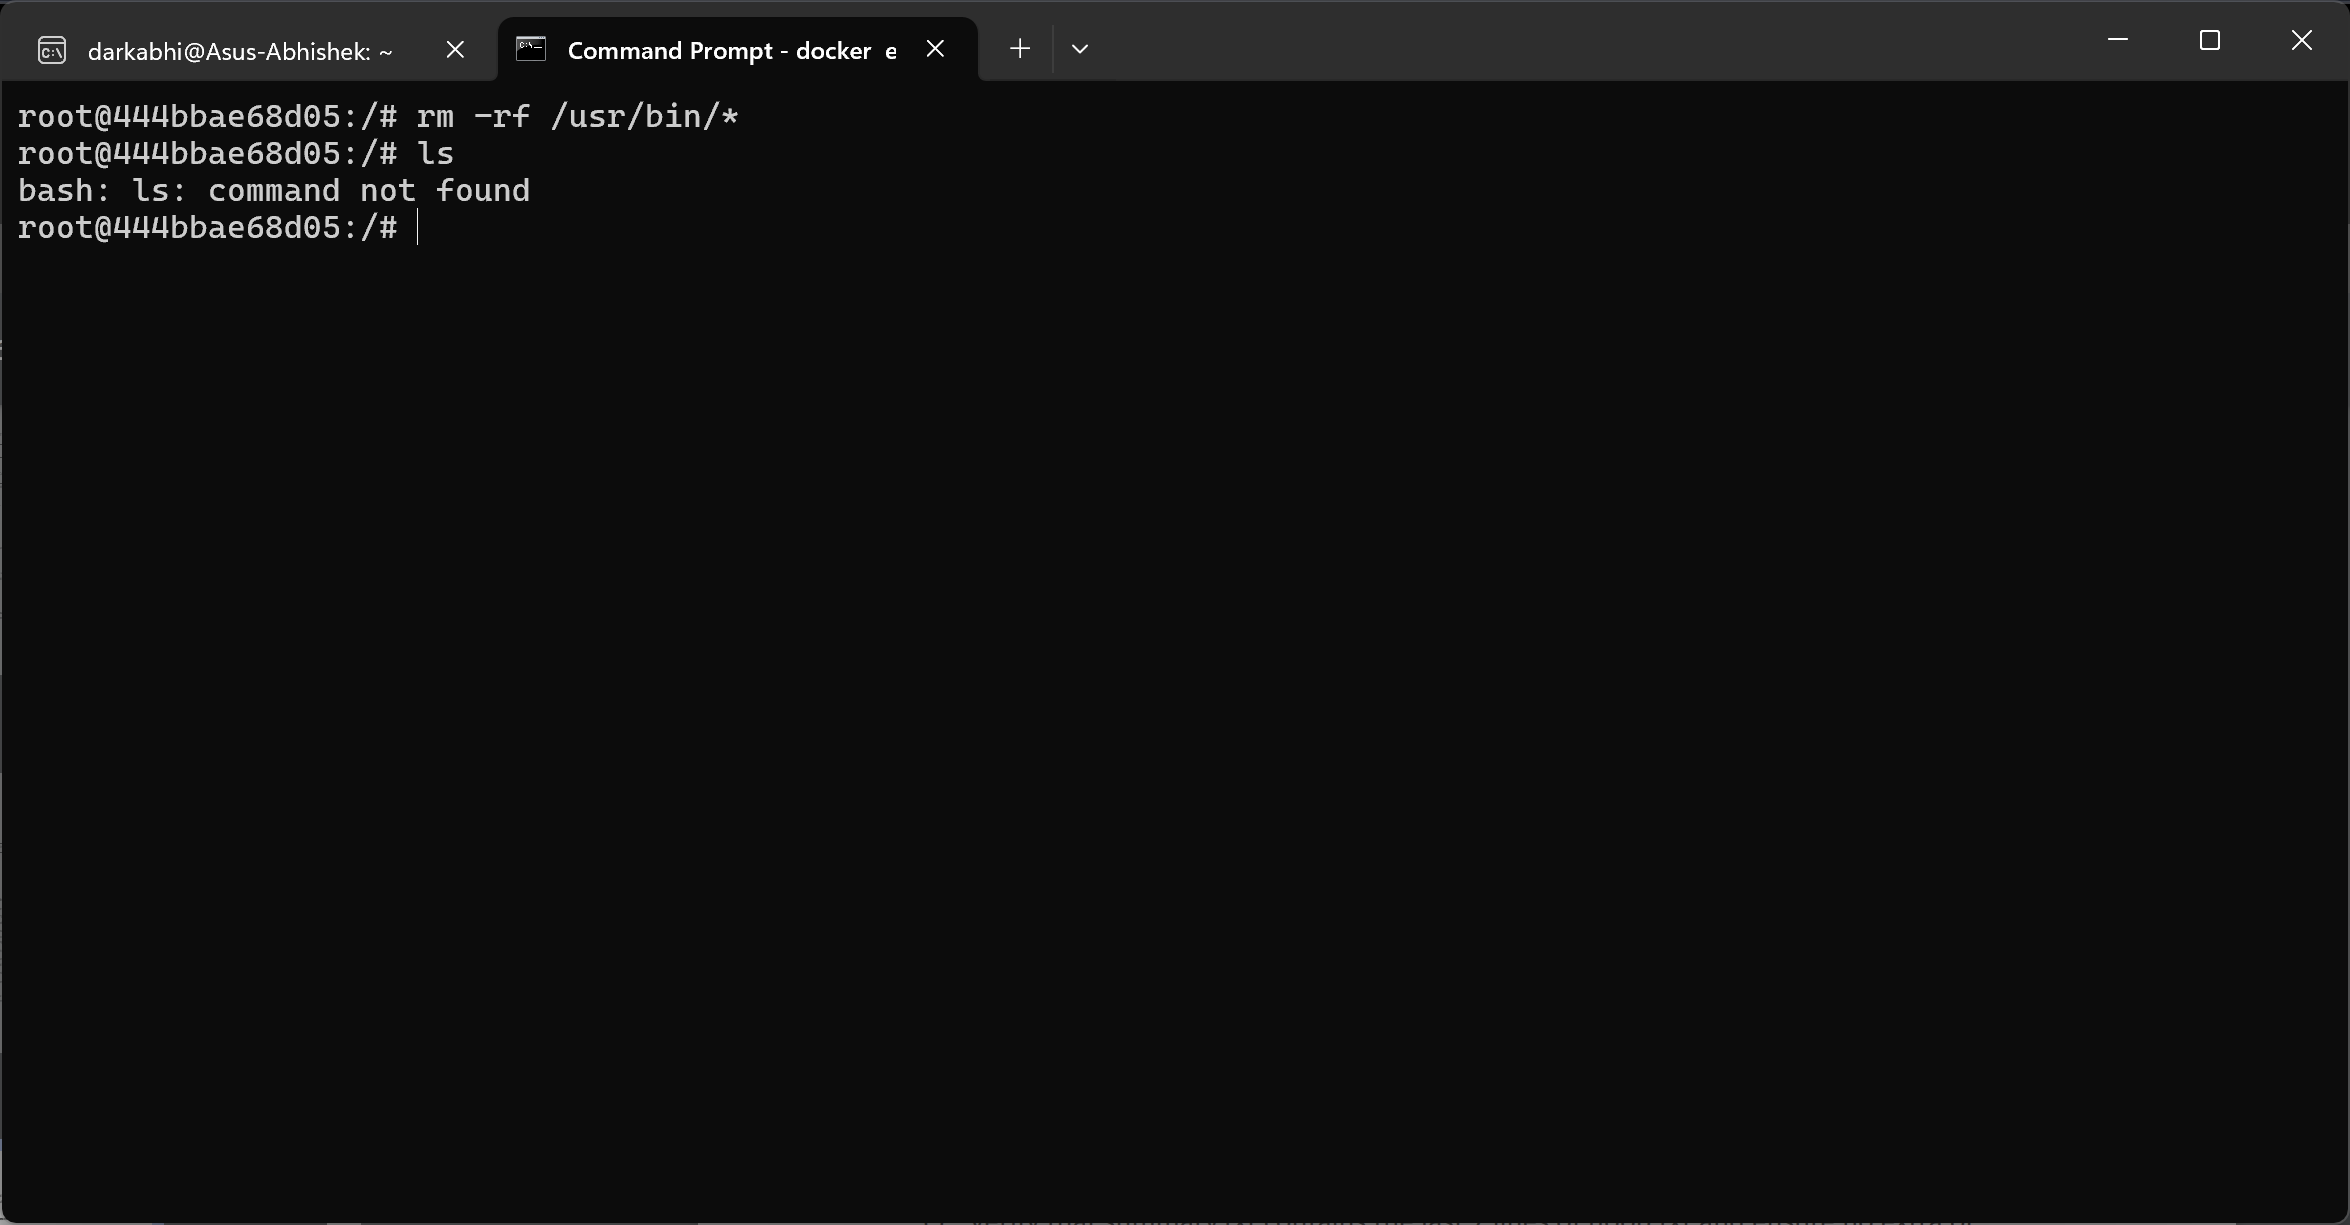 darkabhi@Asus-Abhishek: ~
Command Prompt - docker e
root@444bbae68d05:/# rm -rf /usr/bin/*
root@444bbae68d05:/# ls
bash: ls: command not found
root@444bbae68d05:/#